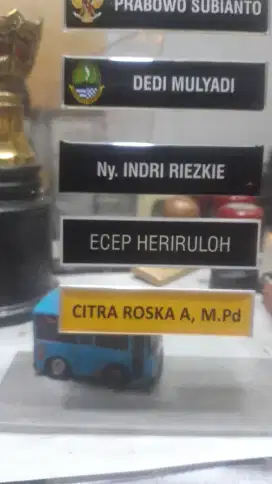 PRABOWO SUBIANTO
DEDI MULYADI
Ny. INDRI RIEZKIE
ECEP HERIRULOH
CITRA ROSKA A, M.Pd